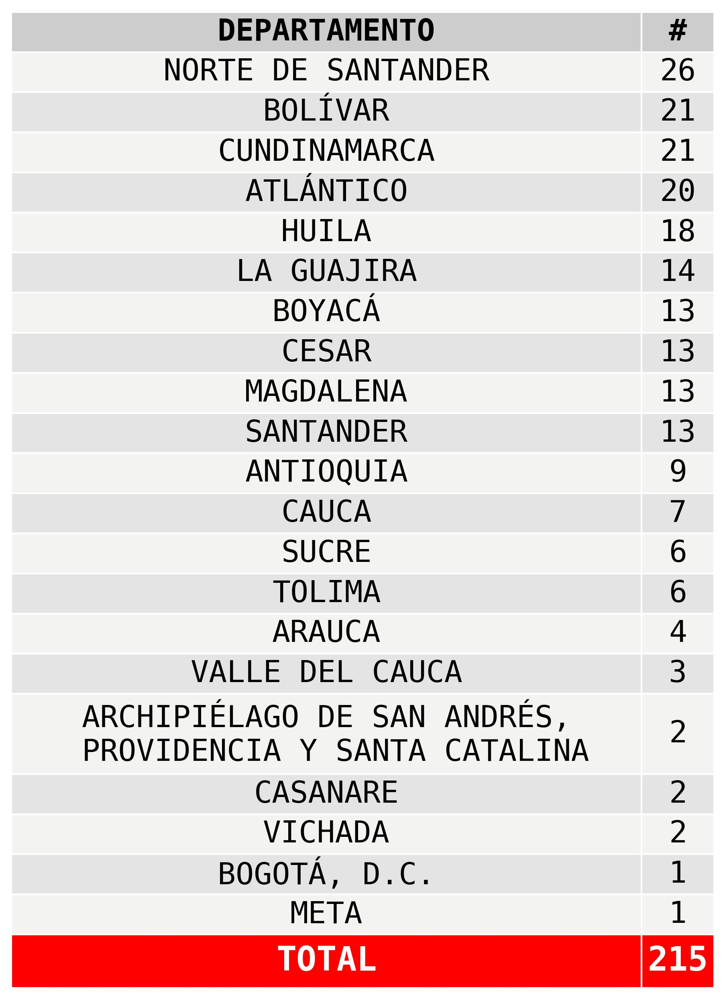 DEPARTAMENTO #
NORTE DE SANTANDER 26
BOLÍVAR 21
CUNDINAMARCA 21
ATLÁNTICO 20
HUILA 18
LA GUAJIRA 14
BOYACÁ 13
CESAR 13
MAGDALENA 13
SANTANDER 13
ANTIOQUIA 9
CAUCA 7
SUCRE 6
TOLIMA 6
ARAUCA 4
VALLE DEL CAUCA 3
ARCHIPIÉLAGO DE SAN ANDRÉS,
PROVIDENCIA Y SANTA CATALINA 2
CASANARE 2
VICHADA 2
BOGOTÁ, D.C. 1
META 1
TOTAL 215